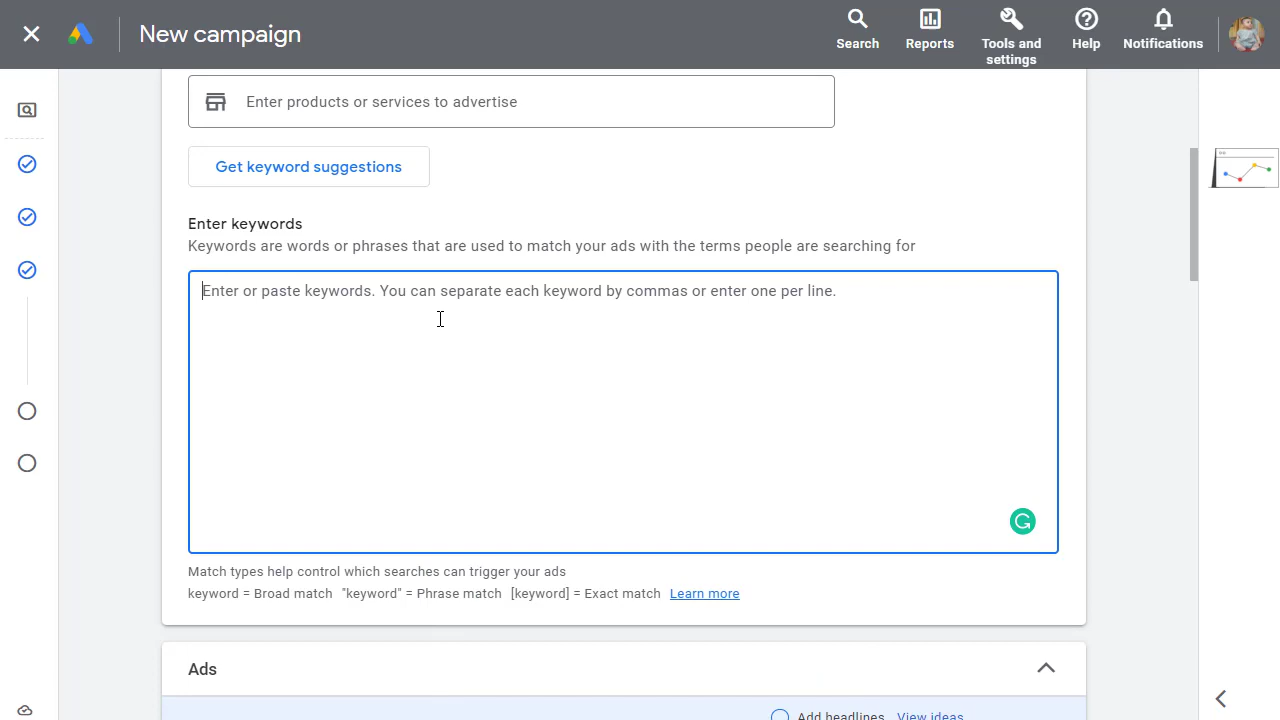 New campaign
Search
Reports
Tools and
settings
Help
Notifications
Enter products or services to advertise
Get keyword suggestions
Enter keywords
Keywords are words or phrases that are used to match your ads with the terms people are searching for
Enter or paste keywords. You can separate each keyword by commas or enter one per line.
Match types help control which searches can trigger your ads
keyword = Broad match "keyword" = Phrase match [keyword] = Exact match Learn more
Ads
Add headlines View ideas